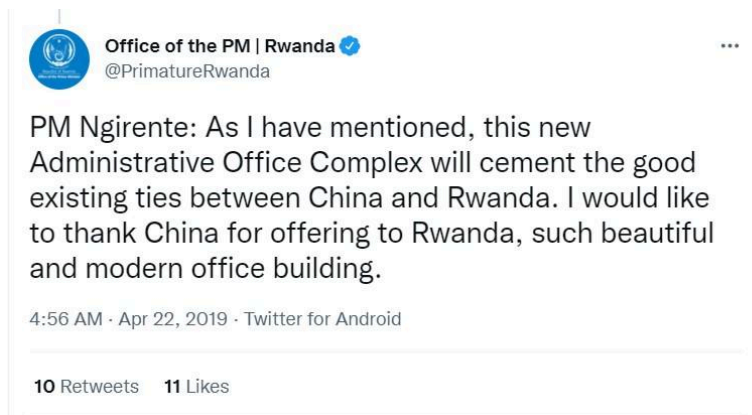 Office of the PM | Rwanda
@PrimatureRwanda
PM Ngirente: As I have mentioned, this new
Administrative Office Complex will cement the good
existing ties between China and Rwanda. I would like
to thank China for offering to Rwanda, such beautiful
and modern office building.
4:56 AM · Apr 22, 2019 · Twitter for Android
10 Retweets 11 Likes